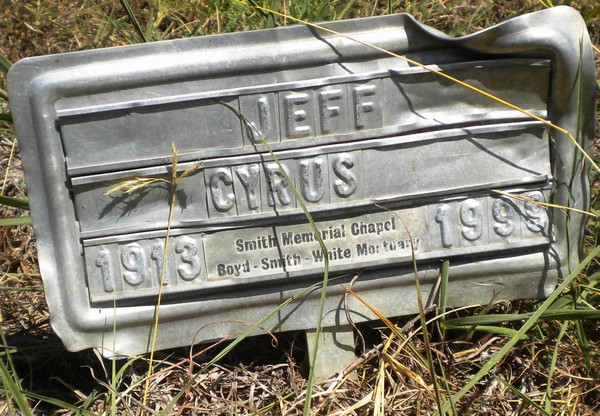 JEFF
CYRUS
1913
Smith Memorial Chapel
Boyd - Smith - White Mortuary
1999